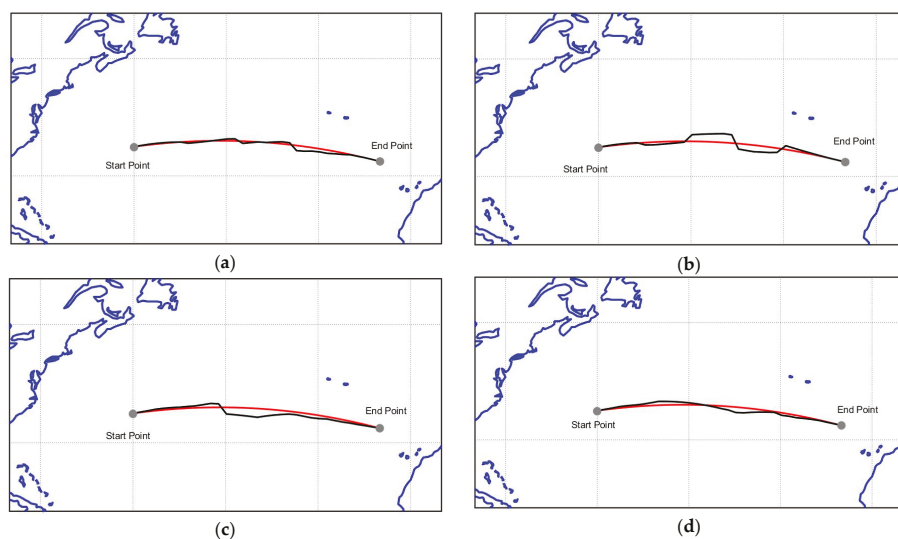 End Point
Start Point
(a)
End Point
Start Point
(b)
End Point
Start Point
(c)
End Point
Start Point
(d)